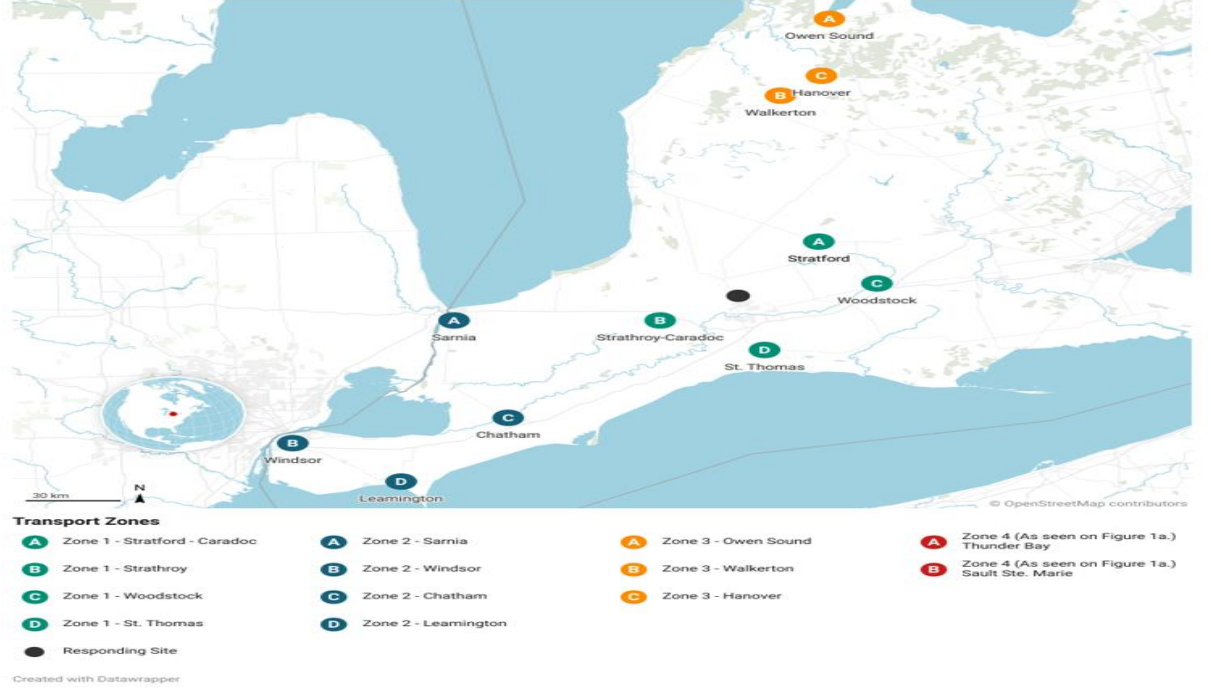 A
Owen Sound
C
Hanover
B
Walkerton
A
Stratford
C
Woodstock
A
Sarnia
B
Strathroy-Caradoc
D
St. Thomas
C
Chatham
B
Windsor
D
Leamington
30 km
N
© OpenStreetMap contributors
Transport Zones
A Zone 1 - Stratford - Caradoc
B Zone 1 - Strathroy
C Zone 1 - Woodstock
D Zone 1 - St. Thomas
Responding Site
A Zone 2 - Sarnia
B Zone 2 - Windsor
C Zone 2 - Chatham
D Zone 2 - Leamington
A Zone 3 - Owen Sound
B Zone 3 - Walkerton
C Zone 3 - Hanover
A Zone 4 (As seen on Figure 1a.)
Thunder Bay
B Zone 4 (As seen on Figure 1a.)
Sault Ste. Marie
Created with Datawrapper